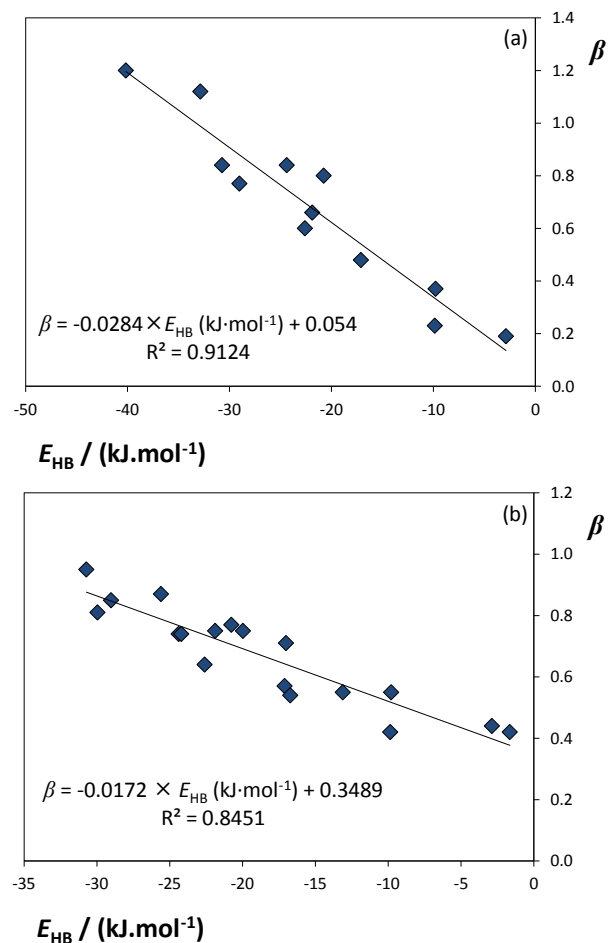 (a)
β
1.4
1.2
1.0
0.8
0.6
0.4
0.2
0.0
β = -0.0284 × E_HB (kJ·mol⁻¹) + 0.054
R² = 0.9124
-50 -40 -30 -20 -10 0
E_HB / (kJ.mol⁻¹)
(b)
β
1.2
1.0
0.8
0.6
0.4
0.2
0.0
β = -0.0172 × E_HB (kJ·mol⁻¹) + 0.3489
R² = 0.8451
-35 -30 -25 -20 -15 -10 -5 0
E_HB / (kJ.mol⁻¹)